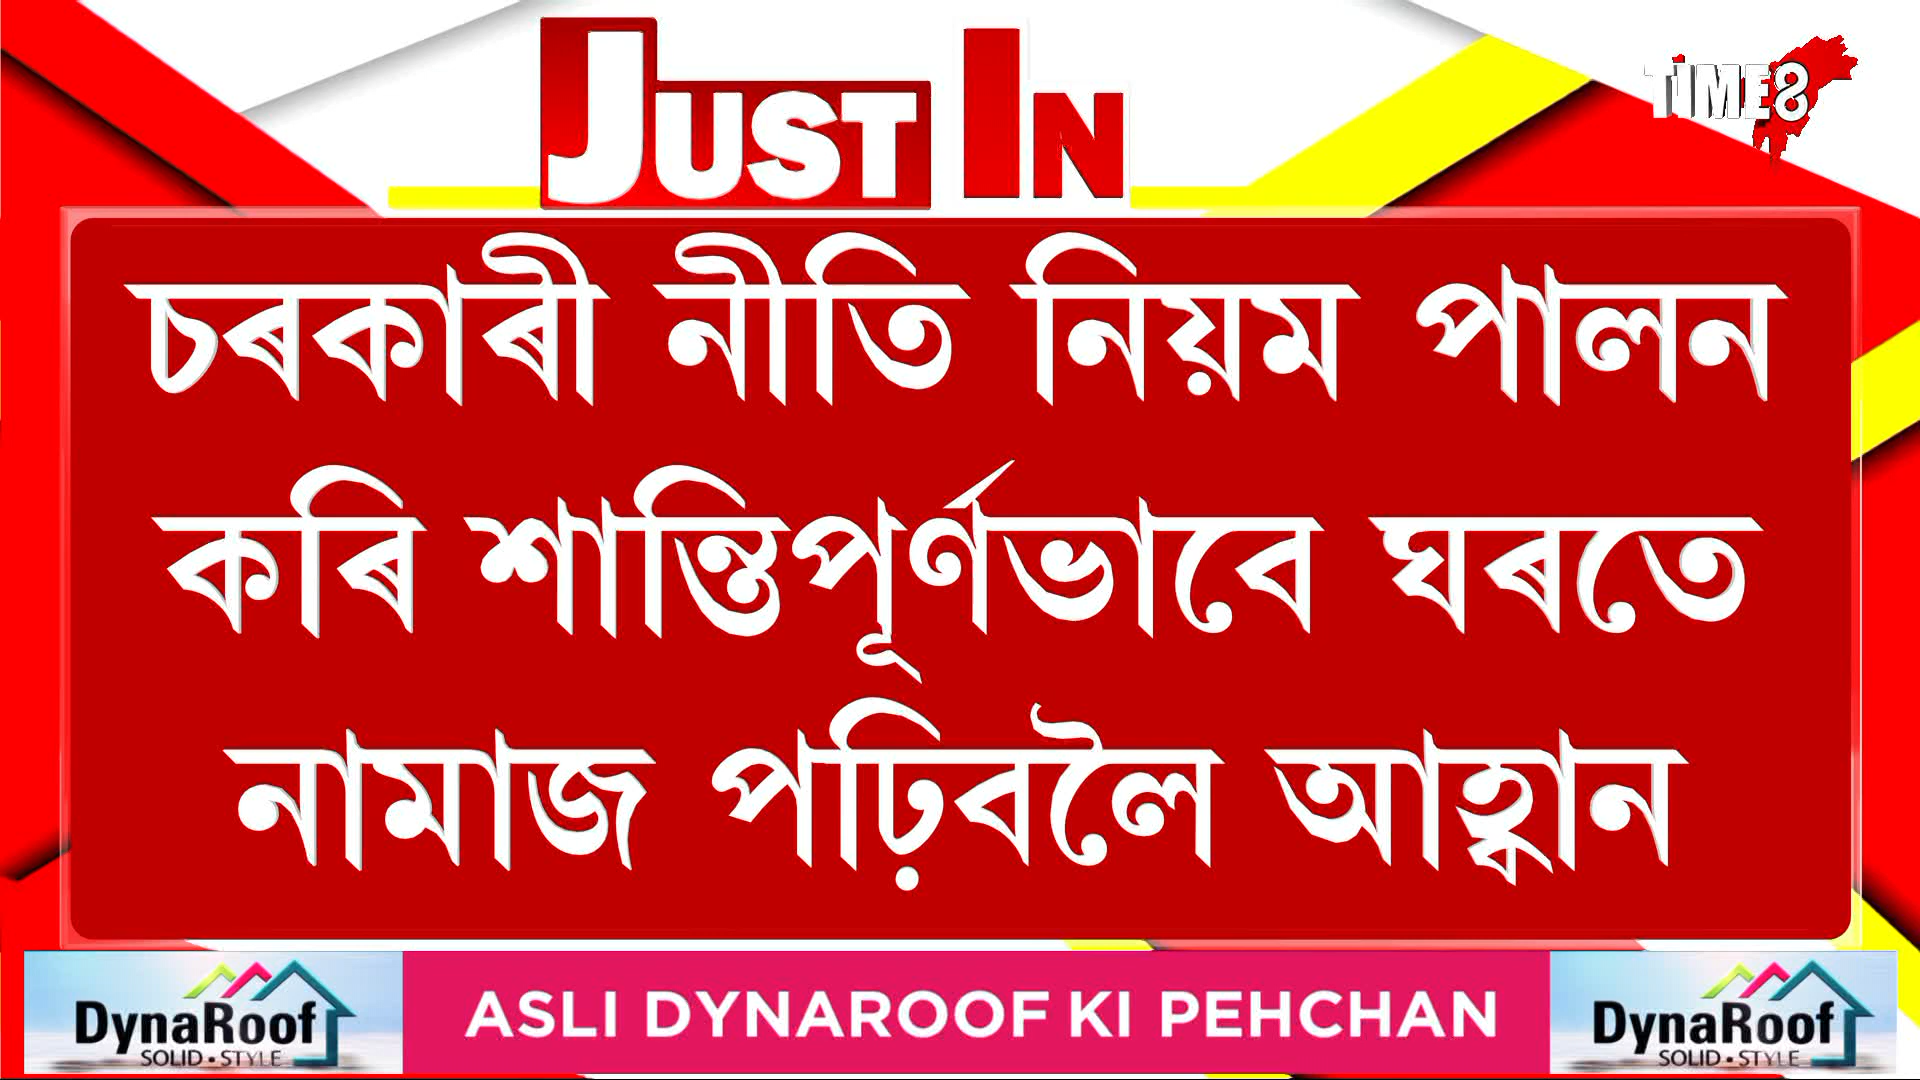 JUST IN
TIME8
চৰকাৰী নীতি নিয়ম পালন
কৰি শান্তিপূৰ্ণভাবে ঘৰতে
নামাজ পঢ়িবলৈ আহ্বান
DynaRoof
SOLID • STYLE
ASLI DYNAROOF KI PEHCHAN
DynaRoof
SOLID • STYLE